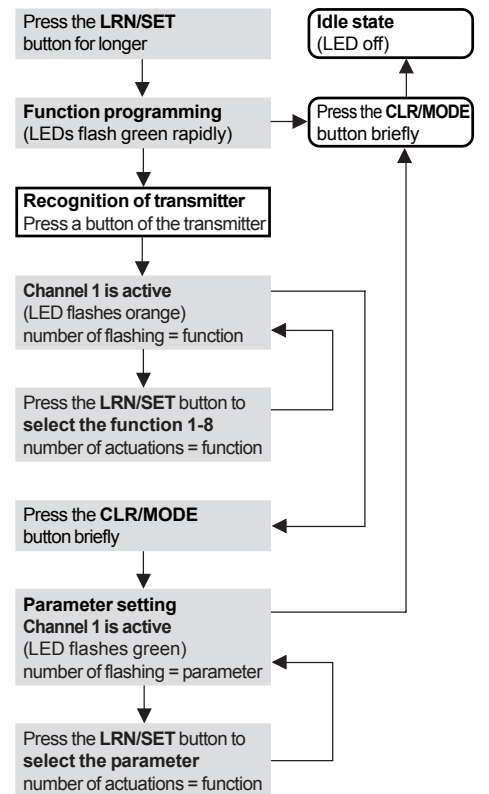 Press the LRN/SET
button for longer
Idle state
(LED off)
Function programming
(LEDs flash green rapidly)
Press the CLR/MODE
button briefly
Recognition of transmitter
Press a button of the transmitter
Channel 1 is active
(LED flashes orange)
number of flashing = function
Press the LRN/SET button to
select the function 1-8
number of actuations = function
Press the CLR/MODE
button briefly
Parameter setting
Channel 1 is active
(LED flashes green)
number of flashing = parameter
Press the LRN/SET button to
select the parameter
number of actuations = function